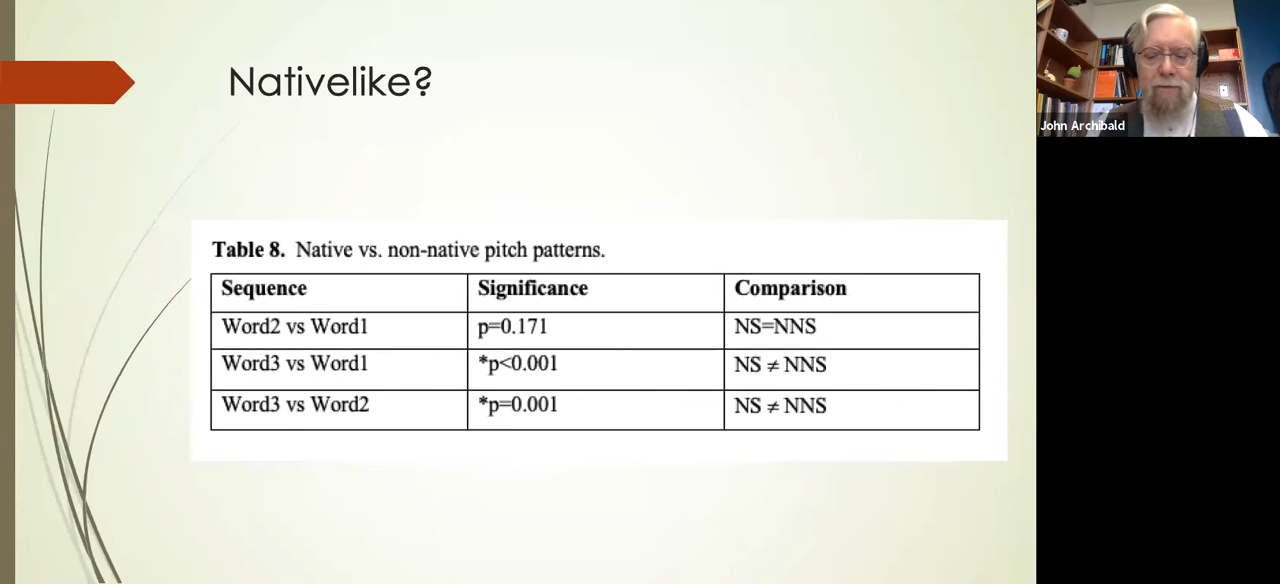 Nativelike?
John Archibald
Table 8. Native vs. non-native pitch patterns.
Sequence Significance Comparison
Word2 vs Word1 p=0.171 NS=NNS
Word3 vs Word1 *p<0.001 NS ≠ NNS
Word3 vs Word2 *p=0.001 NS ≠ NNS